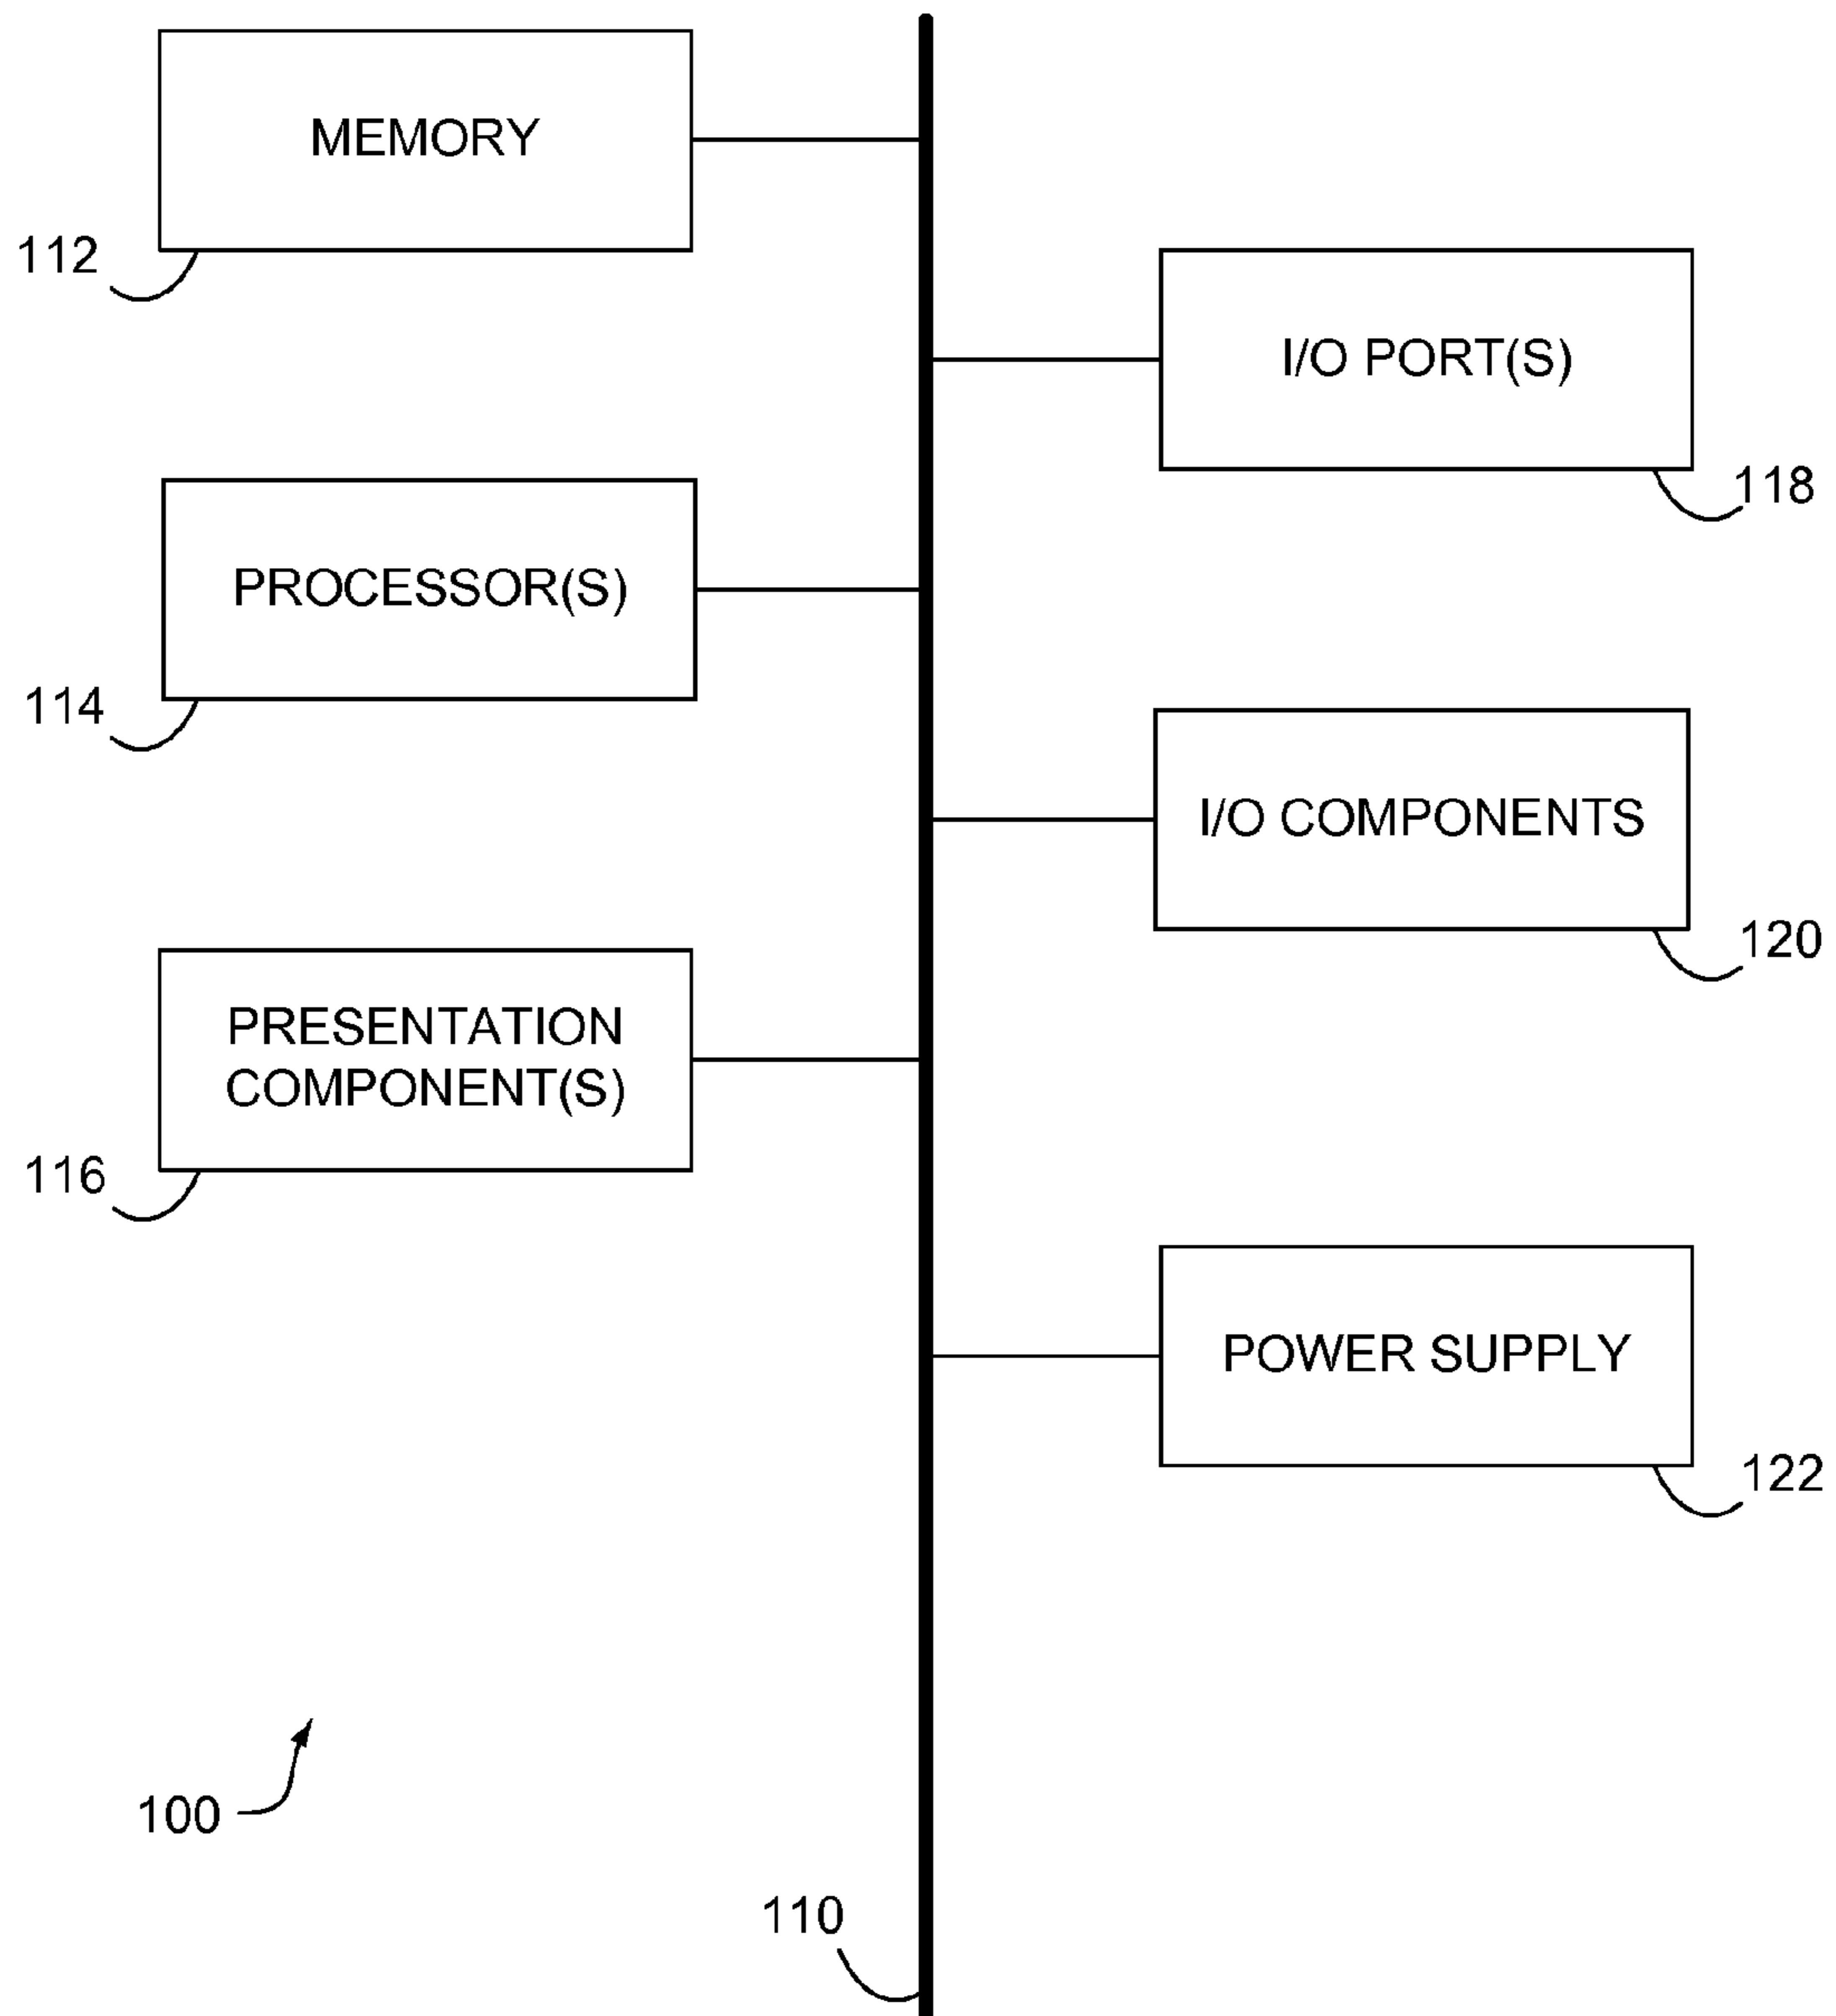 MEMORY
112
I/O PORT(S)
118
PROCESSOR(S)
114
I/O COMPONENTS
120
PRESENTATION
COMPONENT(S)
116
POWER SUPPLY
122
100
110